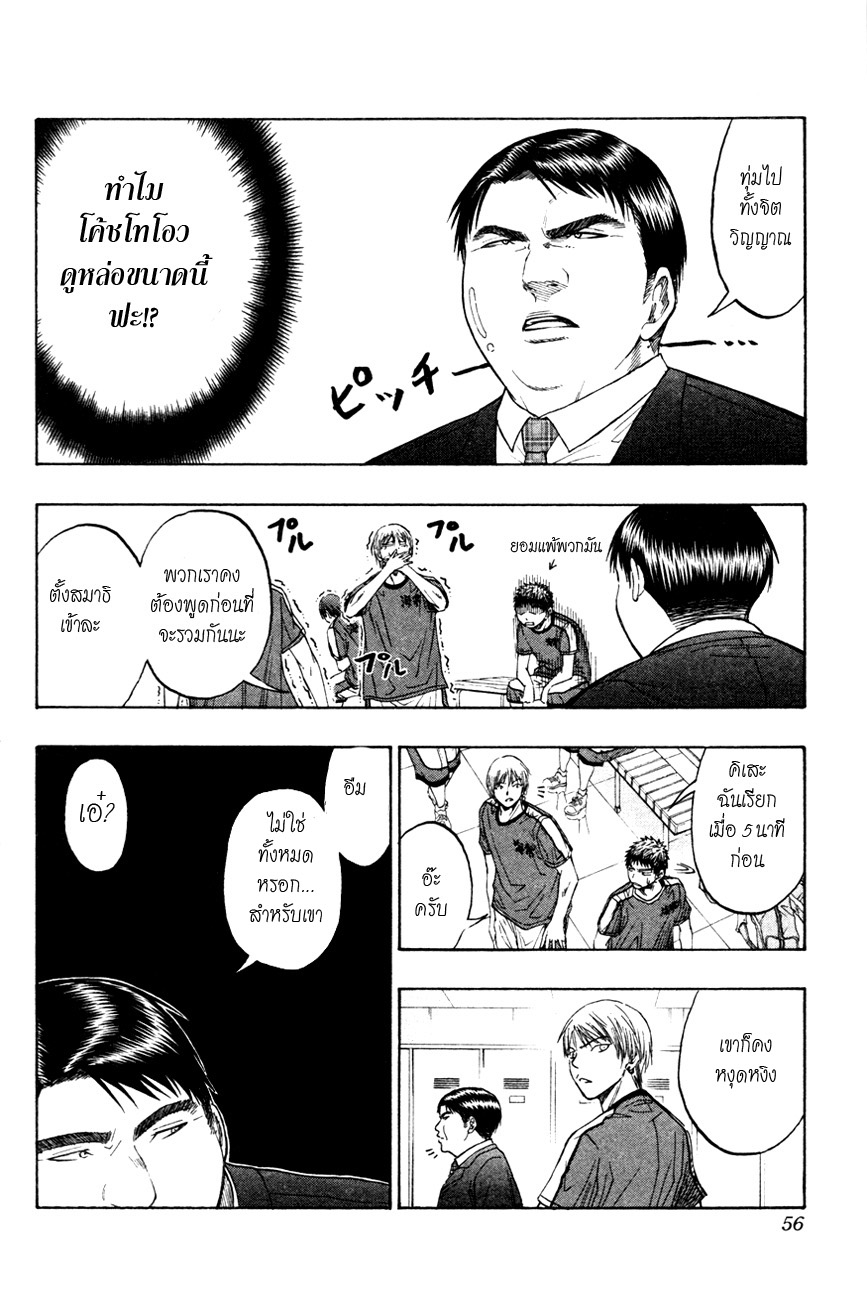 ทุ่มไป
ทั้งจิต
วิญญาณ
ทำไม
โค้ชโทโอว
ดูหล่อขนาดนี้
ฟะ!?
ピッチー
プル
プル
プル
ยอมแพ้พวกมัน
พวกเราคง
ต้องพูดก่อนที่
จะรวมกันนะ
ตั้งสมาธิ
เข้าละ
คิเสะ
ฉันเรียก
เมื่อ 5 นาที
ก่อน
อ๊ะ
ครับ
เขาก็คง
หงุดหงิง
อืม
ไม่ใช่
ทั้งหมด
หรอก...
สำหรับเขา
เอ๋?
56